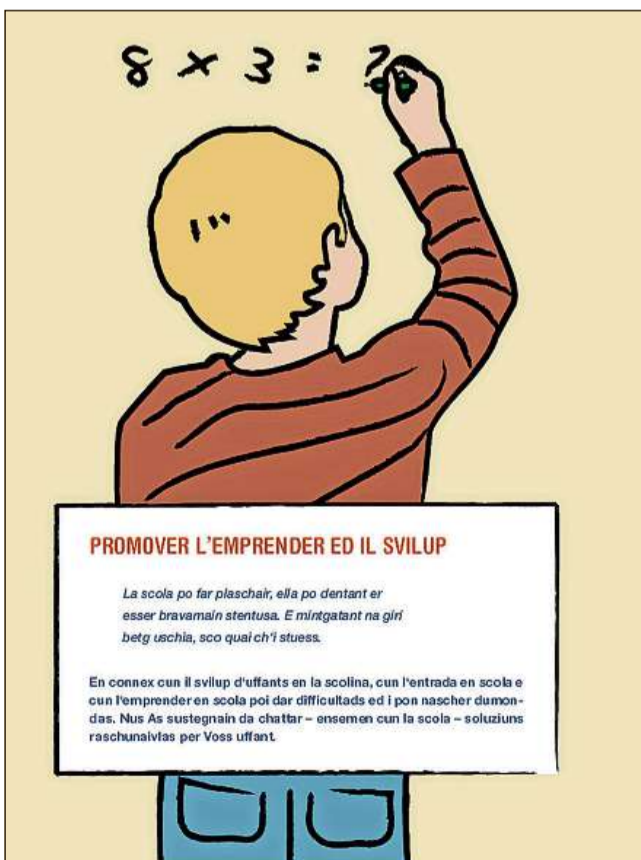 8 x 3 = ?
PROMOVER L'EMPRENDER ED IL SVILUP
La scola po far plaschair, ella po dentant er
esser bravamain stentusa. E mintgatant na giri
betg uschia, sco quai ch'i stuess.
En connex cun il svilup d'uffants en la scolina, cun l'entrada en scola e
cun l'emprender en scola poi dar difficultads ed i pon nascher dumon-
das. Nus As sustegnain da chattar – ensemen cun la scola – soluziuns
raschunaivlas per Voss uffant.